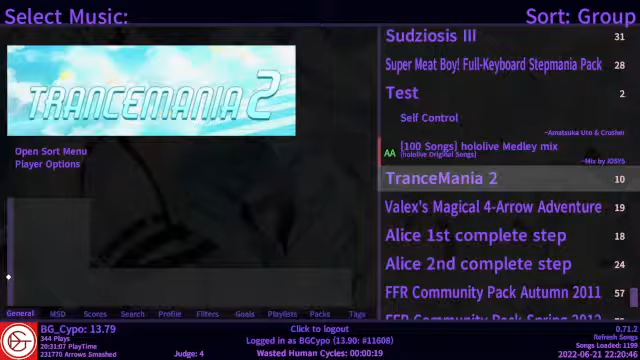 Select Music:
Sort: Group
TRANCEMANIA 2
Open Sort Menu
Player Options
Sudziosis III 31
Super Meat Boy! Full-Keyboard Stepmania Pack 28
Test 2
Self Control
~Amatsuka Uto & Crusher
AA [100 Songs] hololive Medley mix
(hololive Original Songs)
~Mix by IOSYS
TranceMania 2 10
Valex's Magical 4-Arrow Adventure 19
Alice 1st complete step 18
Alice 2nd complete step 24
FFR Community Pack Autumn 2011 57
General MSD Scores Search Profile Filters Goals Playlists Packs Tags
BG_Cypo: 13.79
344 Plays
20:31:07 PlayTime
231770 Arrows Smashed
Judge: 4
Click to logout
Logged in as BGCypo (13.90: #11608)
Wasted Human Cycles: 00:00:19
0.71.2
Refresh Songs
Songs Loaded: 1199
2022-06-21 22:20:46